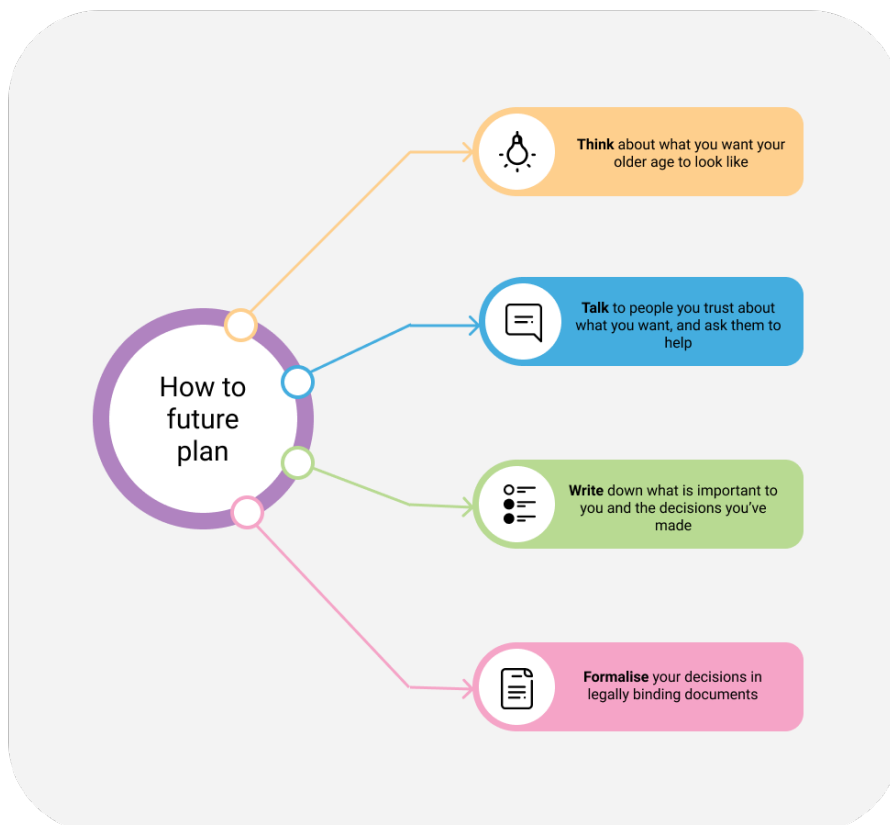 How to
future
plan
Think about what you want your
older age to look like
Talk to people you trust about
what you want, and ask them to
help
Write down what is important to
you and the decisions you’ve
made
Formalise your decisions in
legally binding documents